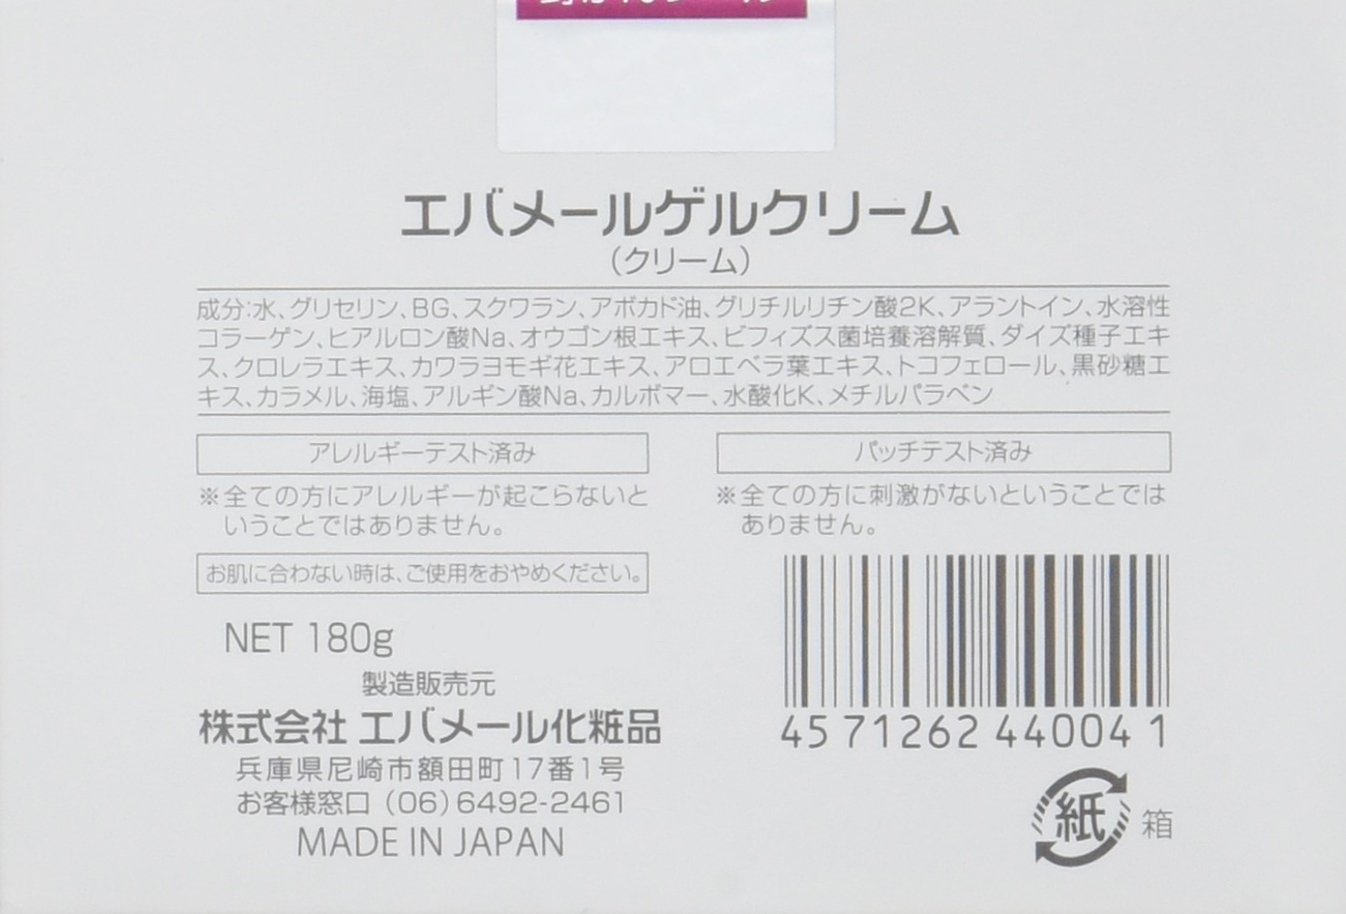 エバメールゲルクリーム
（クリーム）
成分:水、グリセリン、BG、スクワラン、アボカド油、グリチルリチン酸2K、アラントイン、水溶性
コラーゲン、ヒアルロン酸Na、オウゴン根エキス、ビフィズス菌培養溶解質、ダイズ種子エキ
ス、クロレラエキス、カワラヨモギ花エキス、アロエベラ葉エキス、トコフェロール、黒砂糖エ
キス、カラメル、海塩、アルギン酸Na、カルボマー、水酸化K、メチルパラベン
アレルギーテスト済み
※全ての方にアレルギーが起こらないと
いうことではありません。
パッチテスト済み
※全ての方に刺激がないということでは
ありません。
お肌に合わない時は、ご使用をおやめください。
NET 180g
製造販売元
株式会社 エバメール化粧品
兵庫県尼崎市額田町17番1号
お客様窓口（06）6492-2461
MADE IN JAPAN
4571262440041
紙 箱